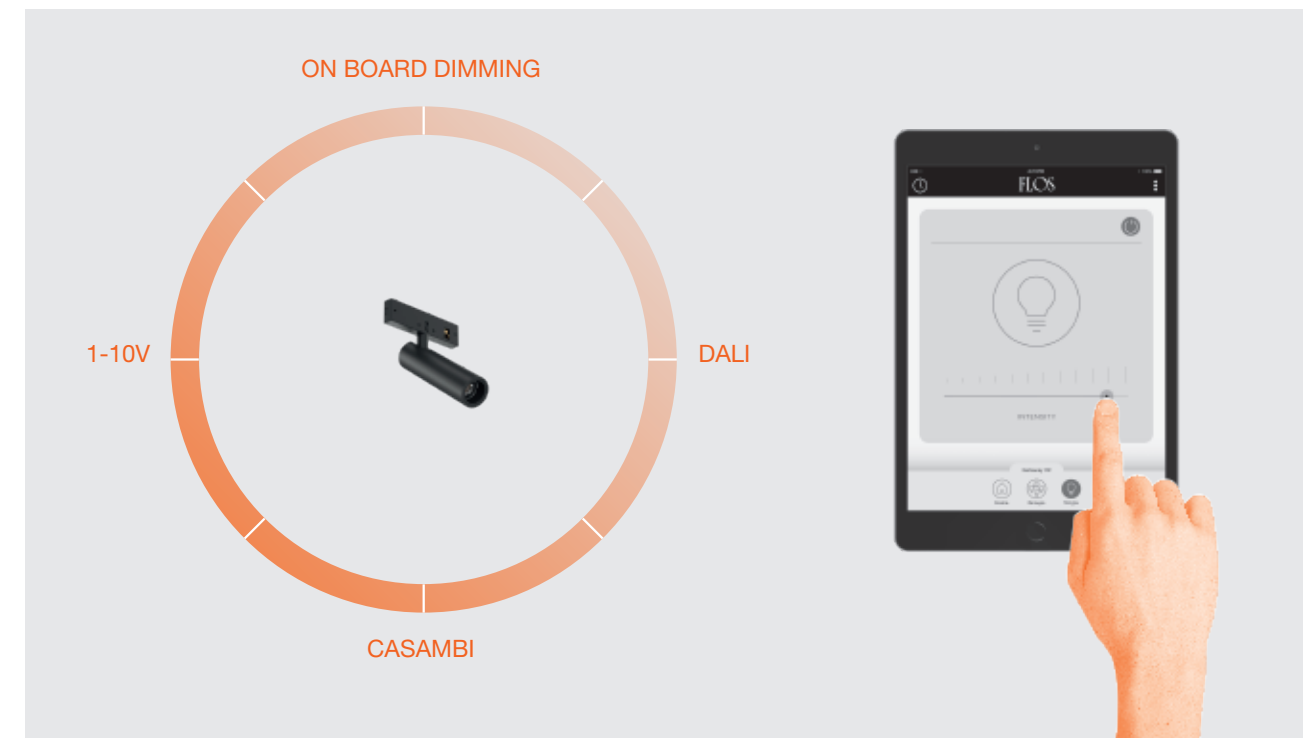 ON BOARD DIMMING
1-10V
DALI
CASAMBI
FLOS
INTENSITY